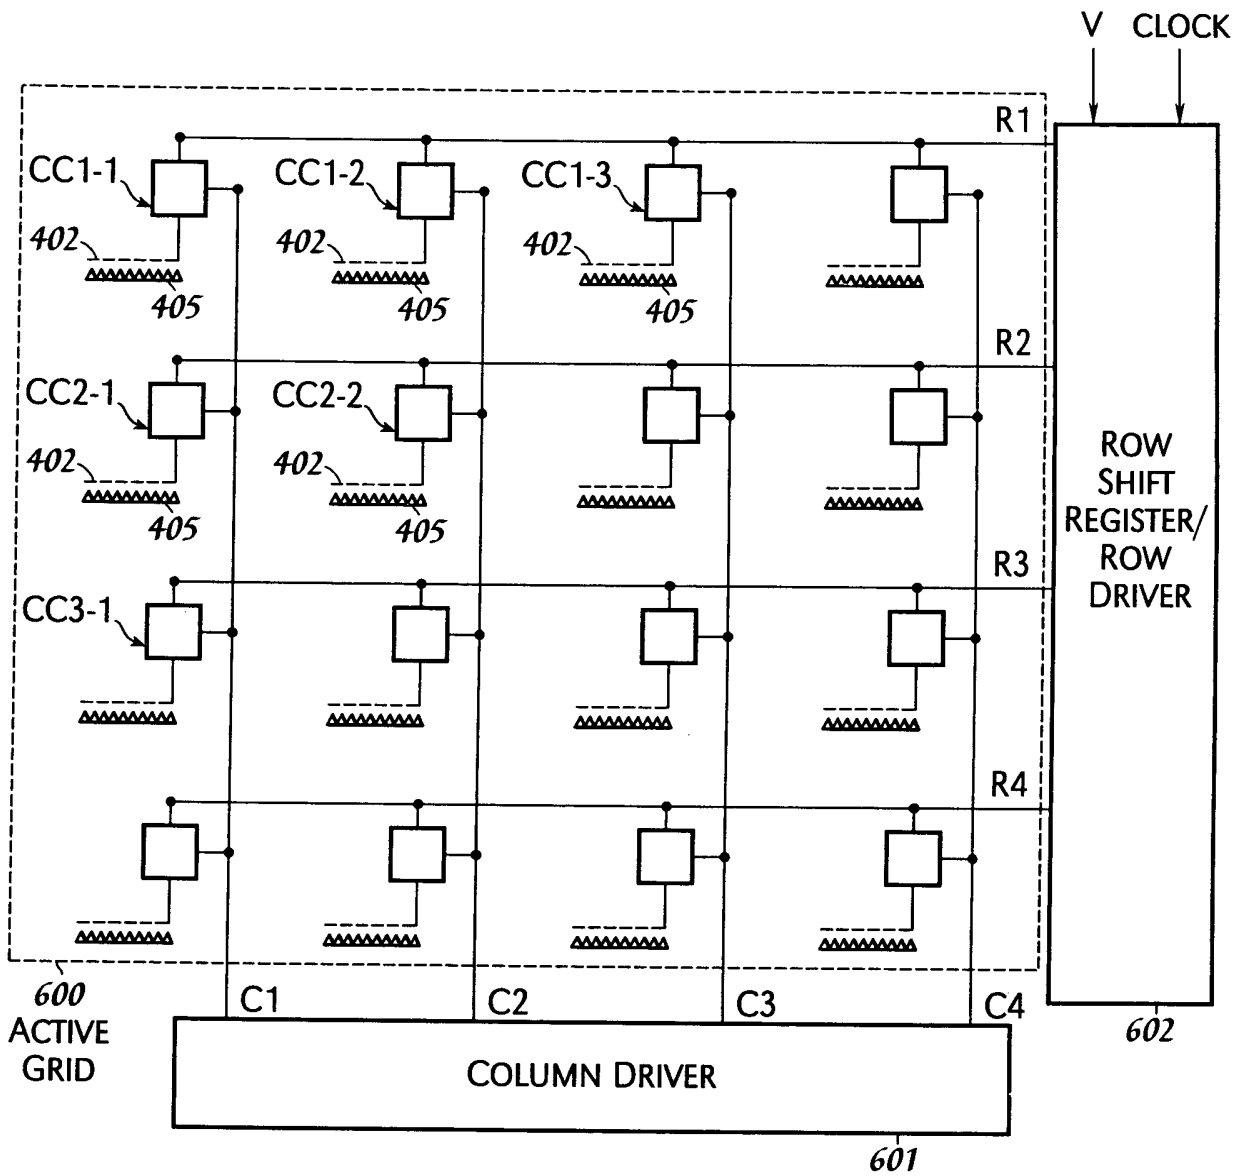 V CLOCK
R1
CC1-1 CC1-2 CC1-3
402 402 402
405 405 405
R2
CC2-1 CC2-2
402 402
405 405
ROW
SHIFT
REGISTER/
ROW
DRIVER
R3
CC3-1
R4
600
ACTIVE
GRID
C1 C2 C3 C4
602
COLUMN DRIVER
601